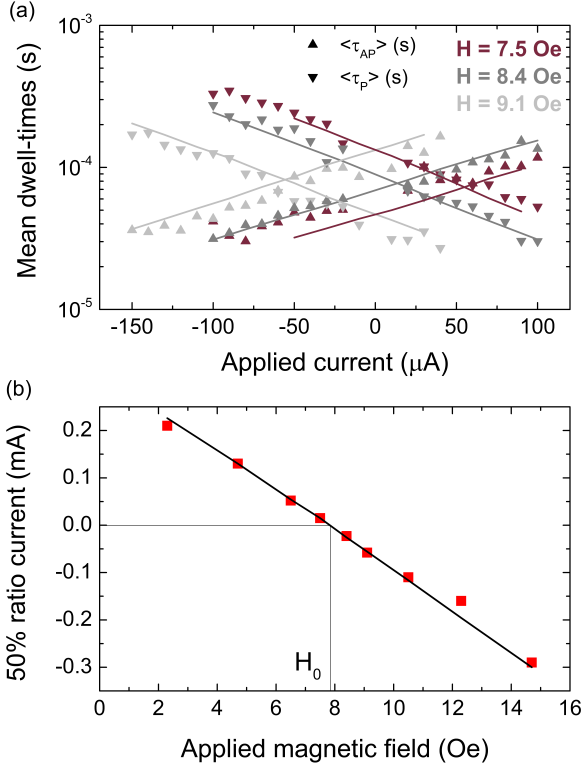 (a)
10⁻³
10⁻⁴
10⁻⁵
Mean dwell-times (s)
<τ_AP> (s)
<τ_P> (s)
H = 7.5 Oe
H = 8.4 Oe
H = 9.1 Oe
-150 -100 -50 0 50 100
Applied current (μA)
(b)
0.2
0.1
0.0
-0.1
-0.2
-0.3
50% ratio current (mA)
H₀
0 2 4 6 8 10 12 14 16
Applied magnetic field (Oe)